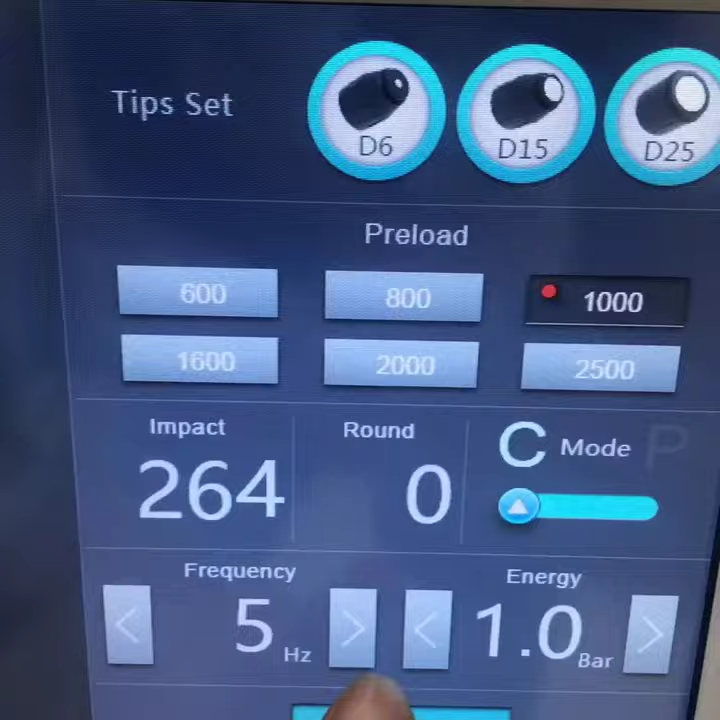 Tips Set
D6 D15 D25
Preload
600 800 1000
1600 2000 2500
Impact Round C Mode P
264 0
Frequency Energy
< 5 Hz > < 1.0 Bar >